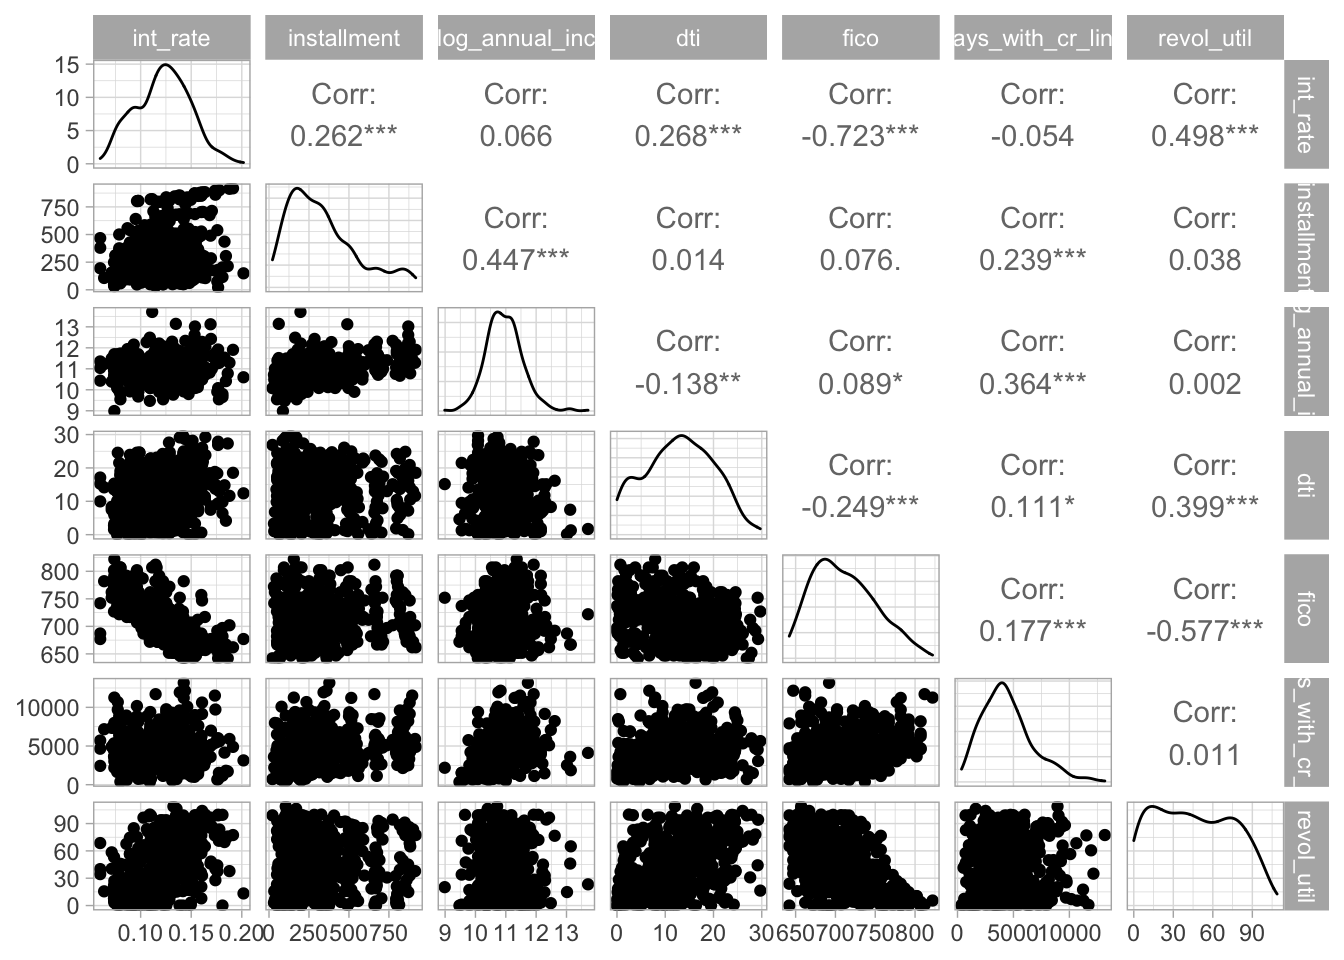 int_rate installment log_annual_inc dti fico ays_with_cr_lin revol_util
15
10
5
0
Corr: Corr: Corr: Corr: Corr: Corr:
0.262*** 0.066 0.268*** -0.723*** -0.054 0.498***
int_rate
750
500
250
0
Corr: Corr: Corr: Corr: Corr:
0.447*** 0.014 0.076. 0.239*** 0.038
installment
13
12
11
10
9
Corr: Corr: Corr: Corr:
-0.138** 0.089* 0.364*** 0.002
g_annual_i
30
20
10
0
Corr: Corr: Corr:
-0.249*** 0.111* 0.399***
dti
800
750
700
650
Corr: Corr:
0.177*** -0.577***
fico
10000
5000
0
Corr:
0.011
s_with_cr_
90
60
30
0
revol_util
0.10 0.15 0.20 0 250 500 750 9 10 11 12 13 0 10 20 30 650 700 750 800 0 5000 10000 0 30 60 90